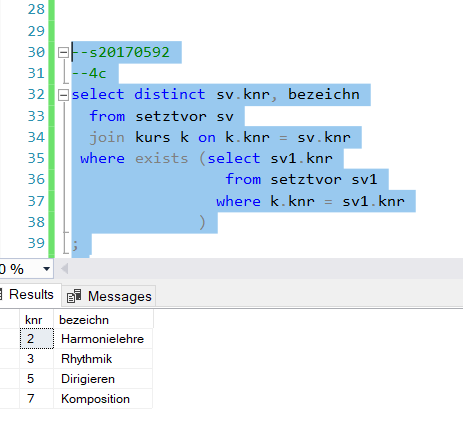 28
29
30 --s20170592
31 --4c
32 select distinct sv.knr, bezeichn
33 from setztvor sv
34 join kurs k on k.knr = sv.knr
35 where exists (select sv1.knr
36 from setztvor sv1
37 where k.knr = sv1.knr
38 )
39 ;
0 %
Results Messages
knr bezeichn
2 Harmonielehre
3 Rhythmik
5 Dirigieren
7 Komposition